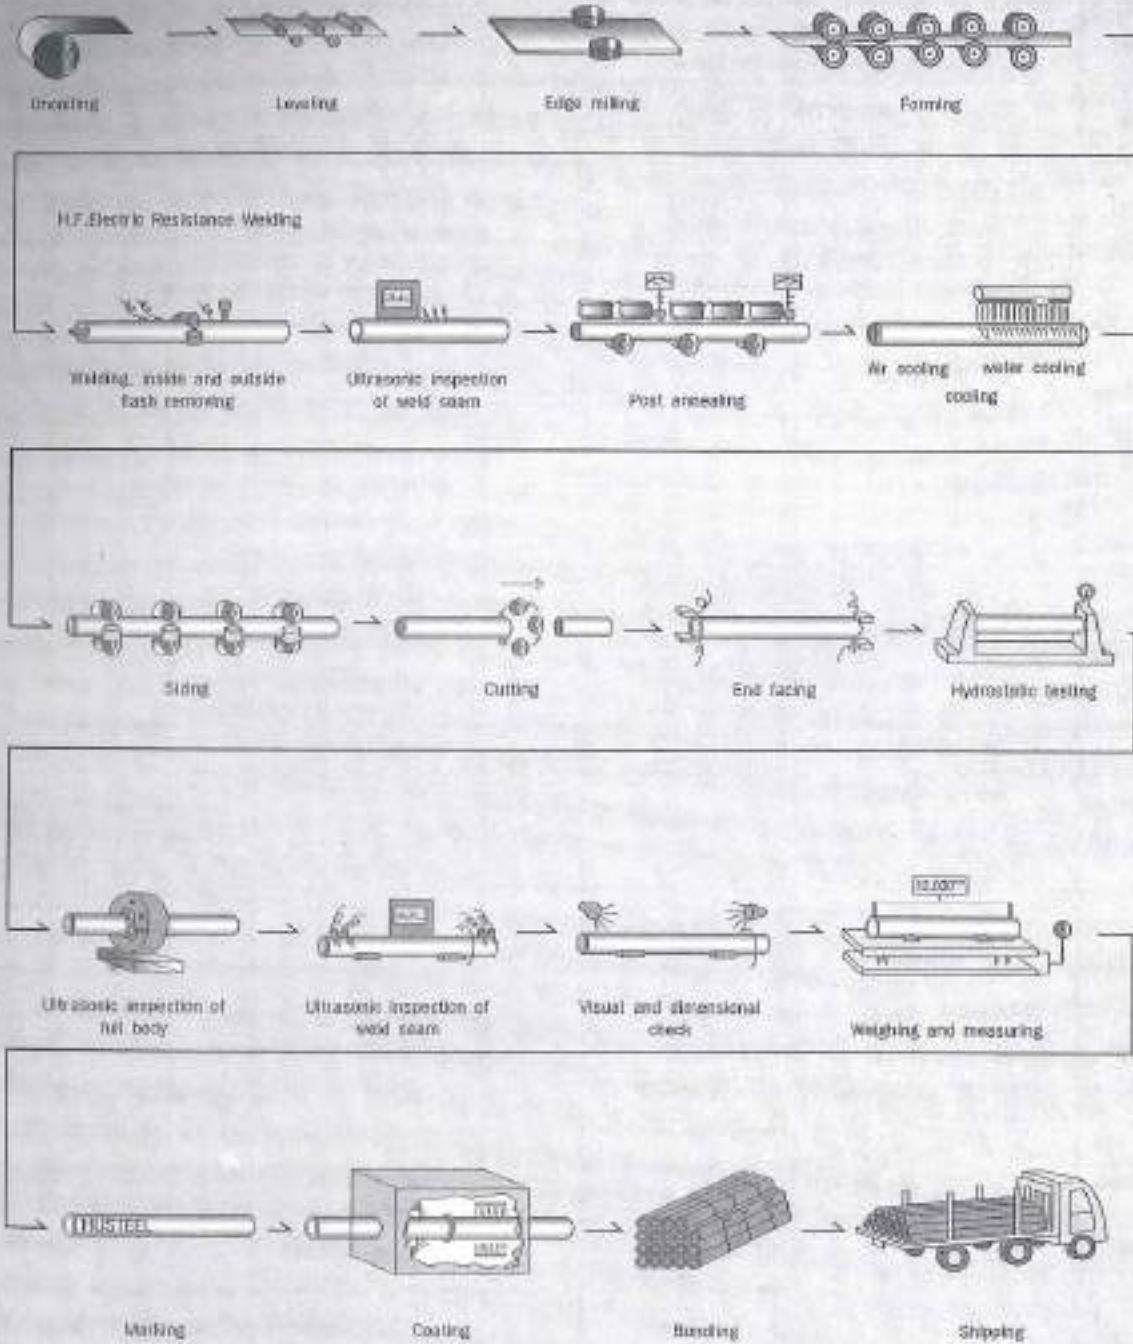 Uncoiling
Leveling
Edge milling
Forming
H.F.Electric Resistance Welding
Welding, inside and outside
flash removing
Ultrasonic inspection
of weld seam
Post annealing
Air cooling
water cooling
cooling
Sizing
Cutting
End facing
Hydrostatic testing
Ultrasonic inspection of
full body
Ultrasonic inspection of
weld seam
Visual and dimensional
check
Weighing and measuring
HUSTEEL
Marking
Coating
Bundling
Shipping